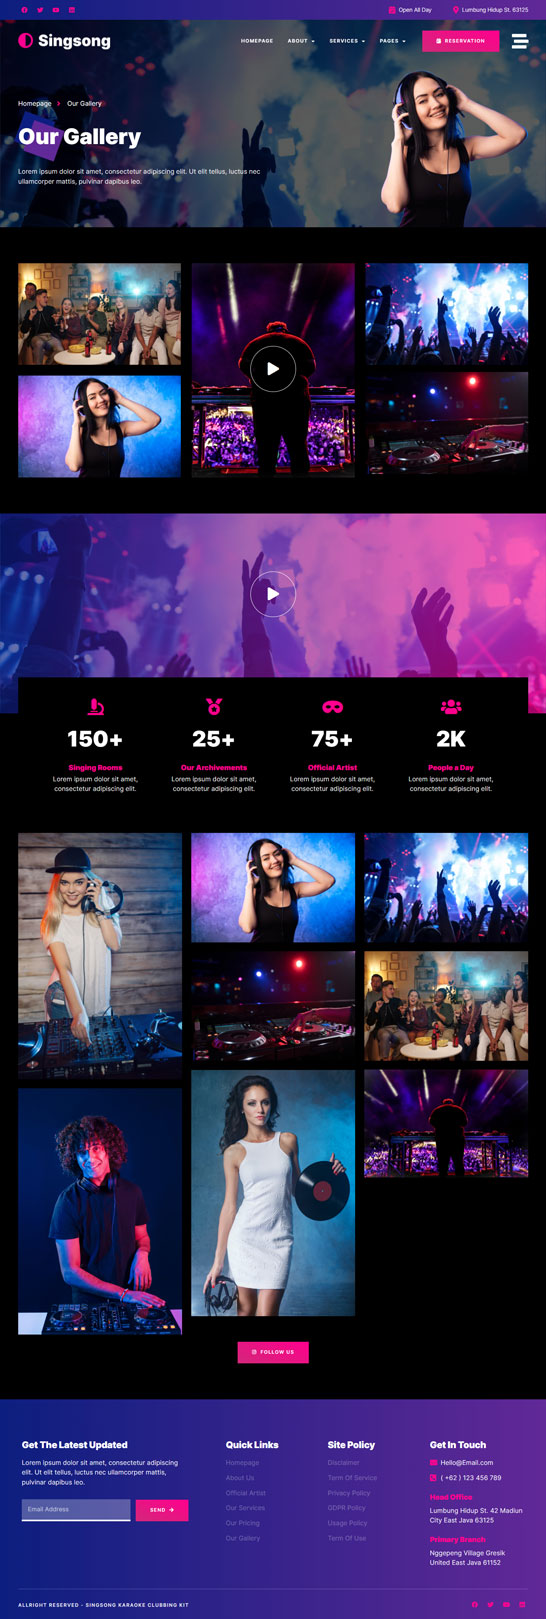 Open All Day
Lumbung Hidup St. 63125
Singsong
HOMEPAGE
ABOUT
SERVICES
PAGES
RESERVATION
Homepage
Our Gallery
Our Gallery
Lorem ipsum dolor sit amet, consectetur adipiscing elit. Ut elit tellus, luctus nec
ullamcorper mattis, pulvinar dapibus leo.
150+
Singing Rooms
Lorem ipsum dolor sit amet,
consectetur adipiscing elit.
25+
Our Archivements
Lorem ipsum dolor sit amet,
consectetur adipiscing elit.
75+
Official Artist
Lorem ipsum dolor sit amet,
consectetur adipiscing elit.
2K
People a Day
Lorem ipsum dolor sit amet,
consectetur adipiscing elit.
FOLLOW US
Get The Latest Updated
Lorem ipsum dolor sit amet, consectetur adipiscing
elit. Ut elit tellus, luctus nec ullamcorper mattis,
pulvinar dapibus leo.
Email Address
SEND
Quick Links
Homepage
About Us
Official Artist
Our Services
Our Pricing
Our Gallery
Site Policy
Disclaimer
Term Of Service
Privacy Policy
GDPR Policy
Usage Policy
Term Of Use
Get In Touch
Hello@Email.com
( +62 ) 123 456 789
Head Office
Lumbung Hidup St. 42 Madiun
City East Java 63125
Primary Branch
Nggepeng Village Gresik
United East Java 61152
ALLRIGHT RESERVED - SINGSONG KARAOKE CLUBBING KIT